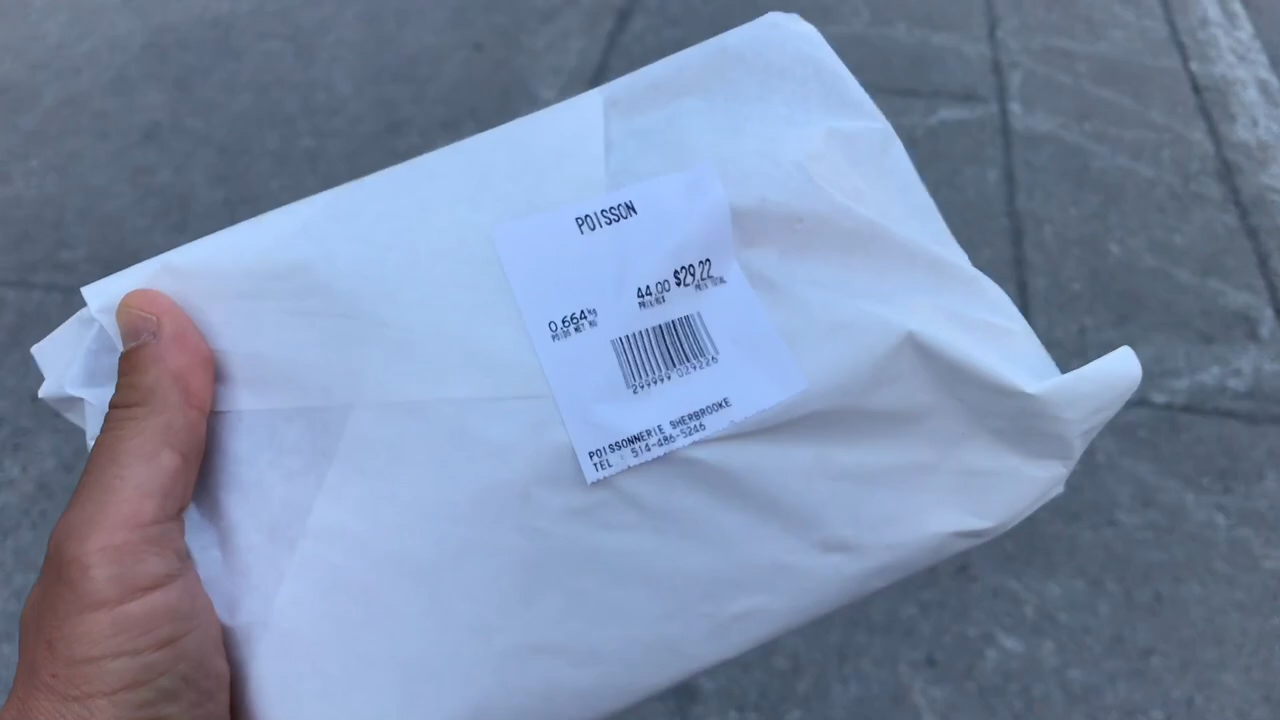 POISSON
44.00 $29.22
PRIX/KG PRIX TOTAL
0.664kg
POIDS NET KG
299999 029226
POISSONNERIE SHERBROOKE
TEL : 514-486-5246